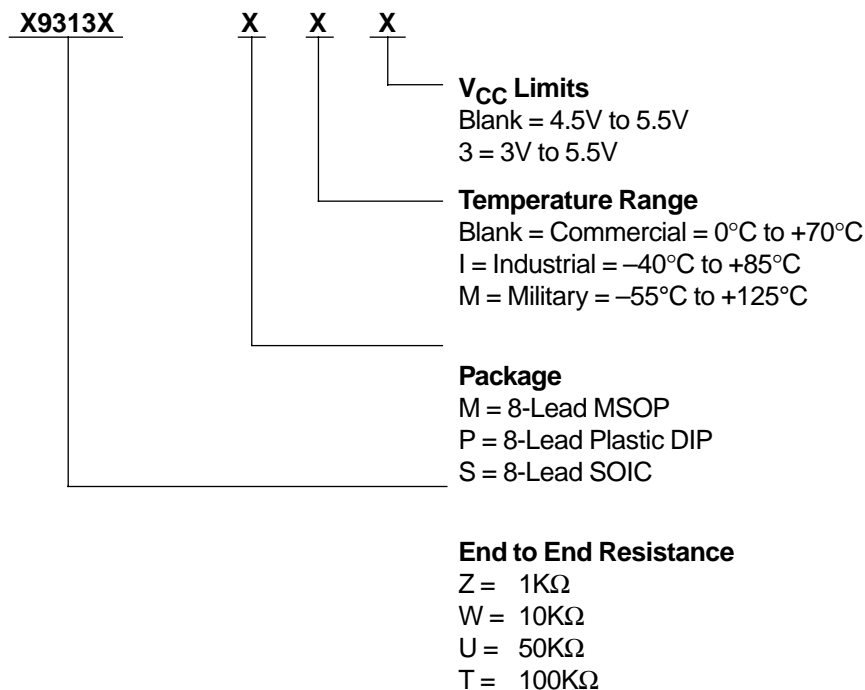 X9313X X X X
V_CC Limits
Blank = 4.5V to 5.5V
3 = 3V to 5.5V
Temperature Range
Blank = Commercial = 0°C to +70°C
I = Industrial = –40°C to +85°C
M = Military = –55°C to +125°C
Package
M = 8-Lead MSOP
P = 8-Lead Plastic DIP
S = 8-Lead SOIC
End to End Resistance
Z = 1KΩ
W = 10KΩ
U = 50KΩ
T = 100KΩ